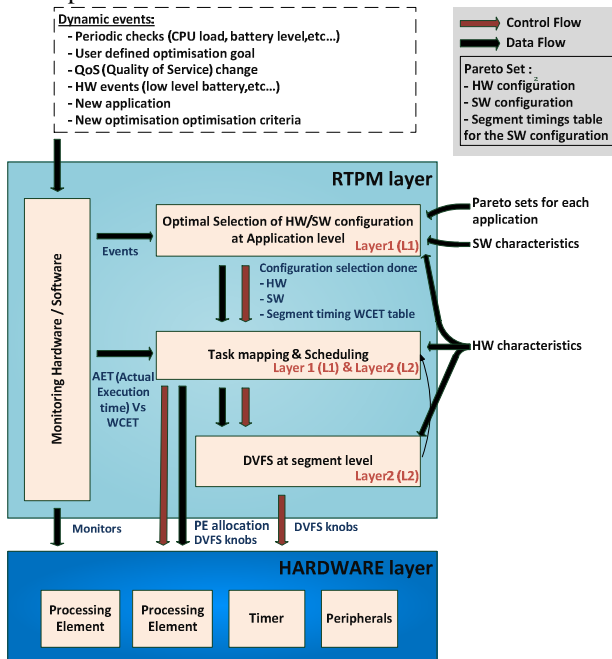 Dynamic events:
- Periodic checks (CPU load, battery level,etc...)
- User defined optimisation goal
- QoS (Quality of Service) change
- HW events (low level battery,etc...)
- New application
- New optimisation optimisation criteria
Control Flow
Data Flow
Pareto Set :
2
- HW configuration
- SW configuration
- Segment timings table
for the SW configuration
RTPM layer
Monitoring Hardware / Software
Optimal Selection of HW/SW configuration
at Application level
Layer1 (L1)
Pareto sets for each
application
SW characteristics
Events
Configuration selection done:
- HW
- SW
- Segment timing WCET table
Task mapping & Scheduling
Layer 1 (L1) & Layer2 (L2)
HW characteristics
AET (Actual
Execution
time) Vs
WCET
DVFS at segment level
Layer2 (L2)
Monitors
PE allocation
DVFS knobs
DVFS knobs
HARDWARE layer
Processing
Element
Processing
Element
Timer
Peripherals